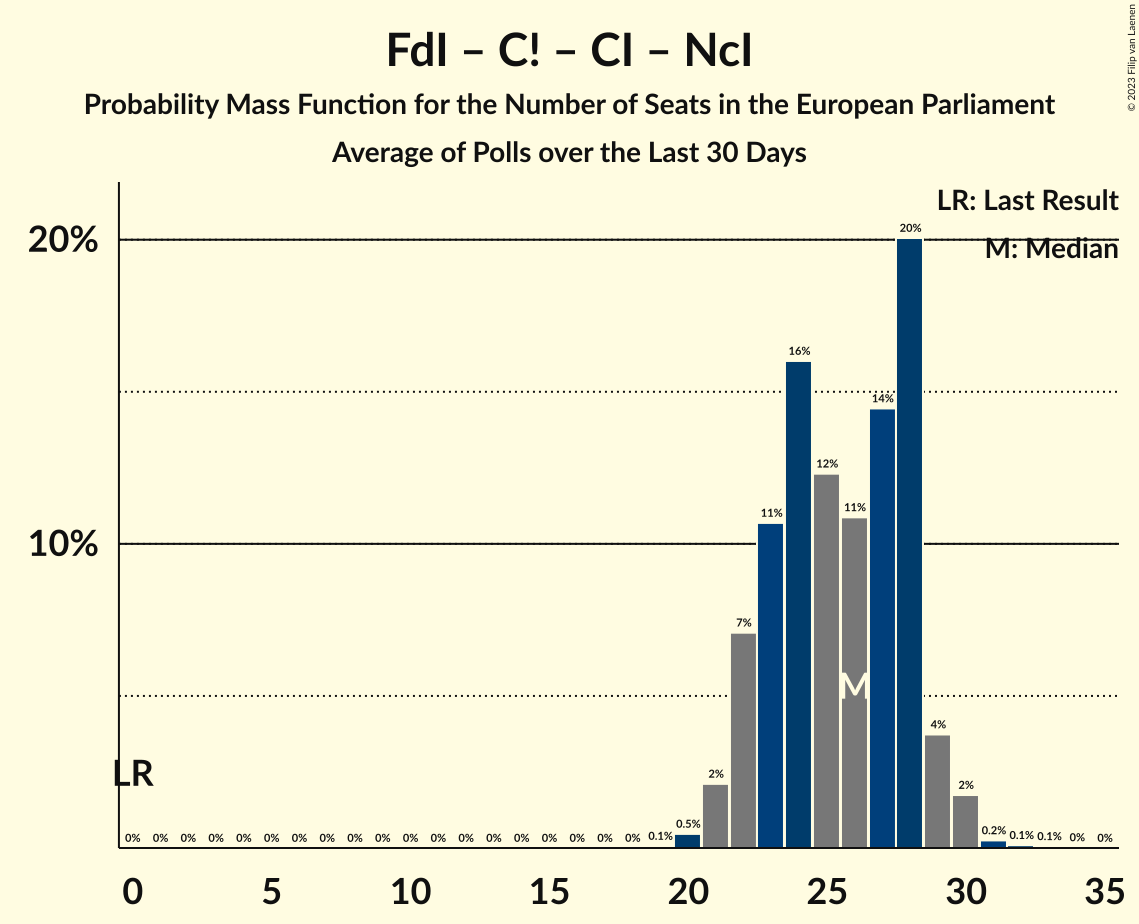 FdI – C! – CI – NcI
Probability Mass Function for the Number of Seats in the European Parliament
Average of Polls over the Last 30 Days
© 2023 Filip van Laenen
LR: Last Result
M: Median
20%
10%
20%
16%
14%
12%
11%
11%
7%
M
4%
LR
2%
2%
0% 0% 0% 0% 0% 0% 0% 0% 0% 0% 0% 0% 0% 0% 0% 0% 0% 0% 0% 0.1% 0.5% 0.2% 0.1% 0.1% 0% 0%
0 5 10 15 20 25 30 35